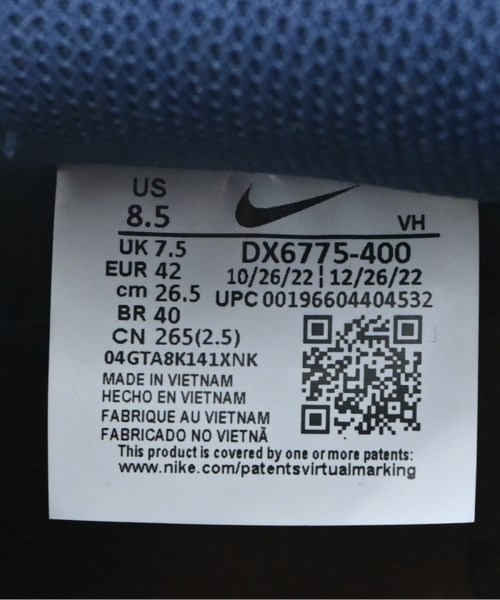 US
8.5
VH
UK 7.5
DX6775-400
EUR 42
10/26/22 | 12/26/22
cm 26.5
UPC 00196604404532
BR 40
CN 265(2.5)
04GTA8K141XNK
MADE IN VIETNAM
HECHO EN VIETNAM
FABRIQUE AU VIETNAM
FABRICADO NO VIETNÃ
This product is covered by one or more patents:
www.nike.com/patentsvirtualmarking